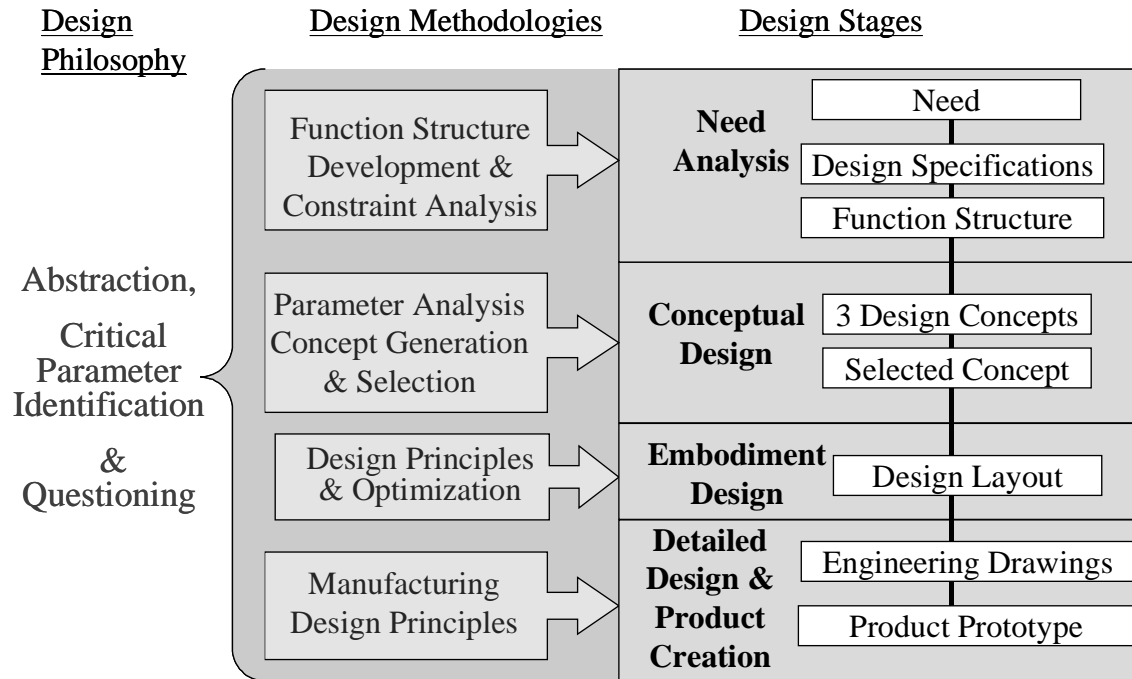 Design
Philosophy
Design Methodologies
Design Stages
Abstraction,
Critical
Parameter
Identification
&
Questioning
Function Structure
Development &
Constraint Analysis
Need
Analysis
Need
Design Specifications
Function Structure
Parameter Analysis
Concept Generation
& Selection
Conceptual
Design
3 Design Concepts
Selected Concept
Design Principles
& Optimization
Embodiment
Design
Design Layout
Manufacturing
Design Principles
Detailed
Design &
Product
Creation
Engineering Drawings
Product Prototype